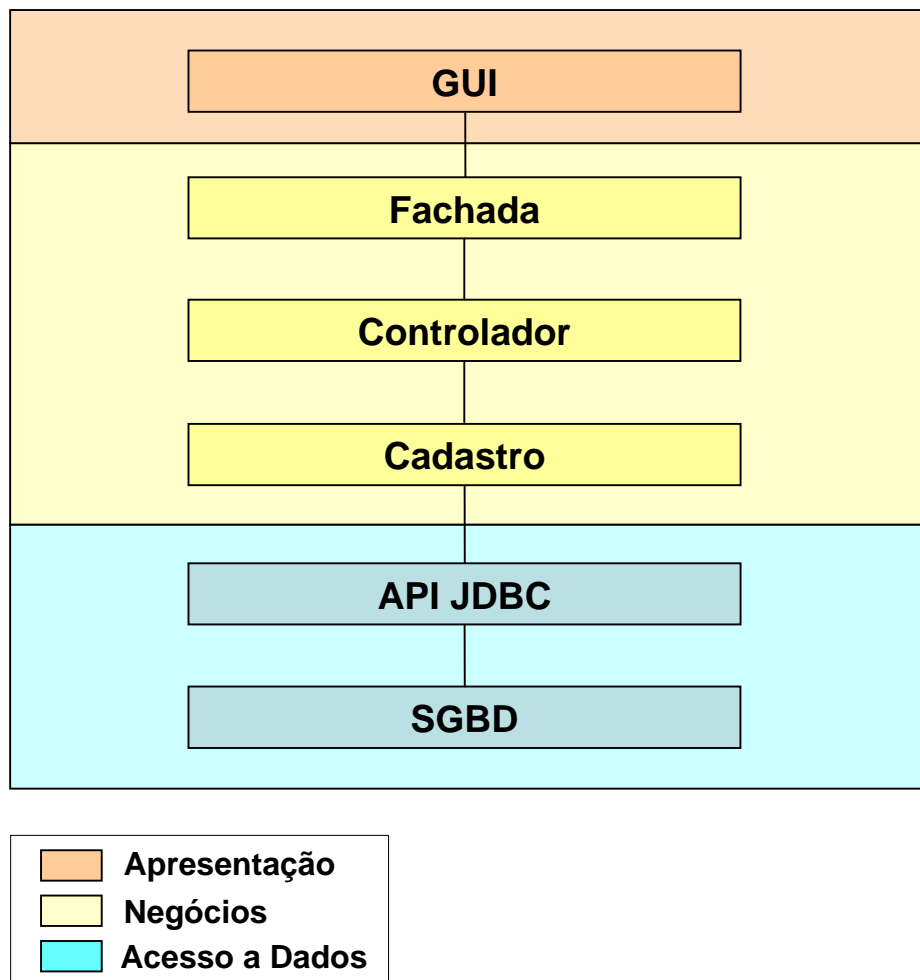 GUI
Fachada
Controlador
Cadastro
API JDBC
SGBD
Apresentação
Negócios
Acesso a Dados